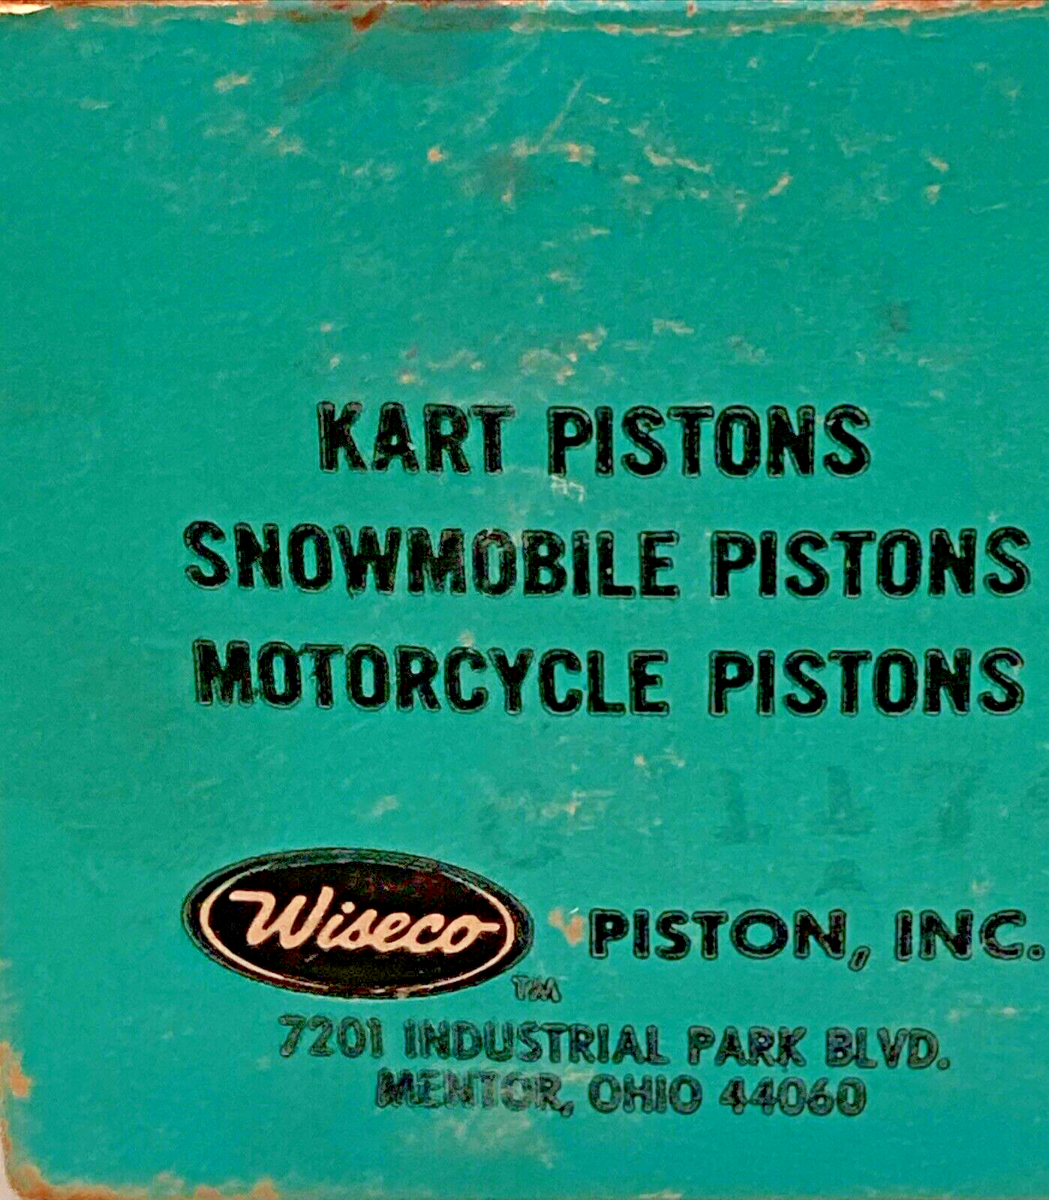 KART PISTONS
SNOWMOBILE PISTONS
MOTORCYCLE PISTONS
Wiseco PISTON, INC.
TM
7201 INDUSTRIAL PARK BLVD.
MENTOR, OHIO 44060